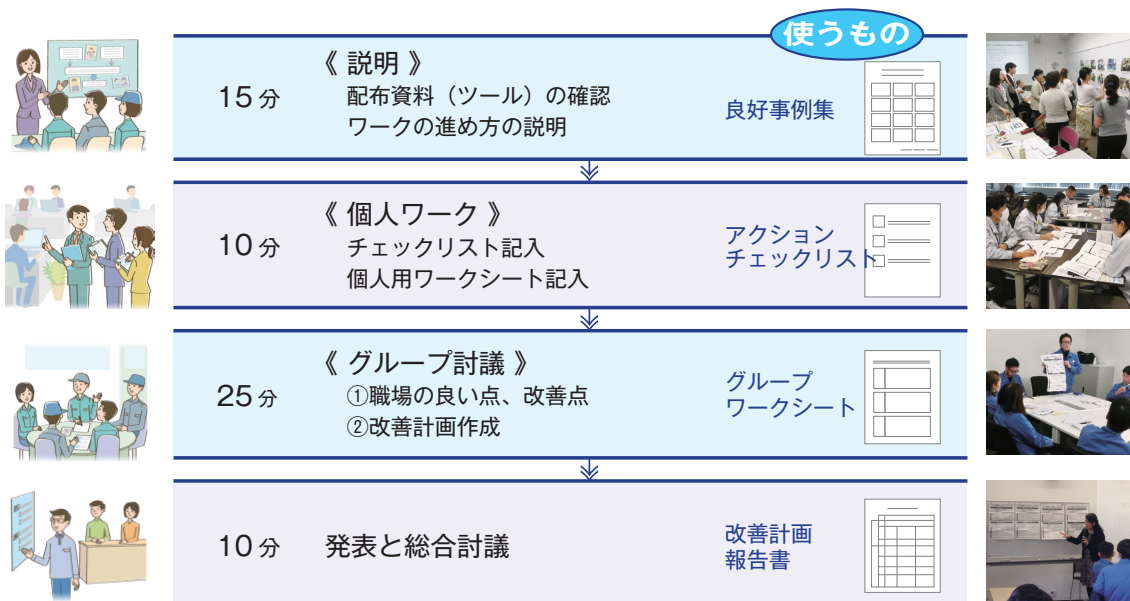 使うもの
15分
《 説明 》
配布資料（ツール）の確認
ワークの進め方の説明
良好事例集
10分
《 個人ワーク 》
チェックリスト記入
個人用ワークシート記入
アクション
チェックリスト
25分
《 グループ討議 》
①職場の良い点、改善点
②改善計画作成
グループ
ワークシート
10分
発表と総合討議
改善計画
報告書